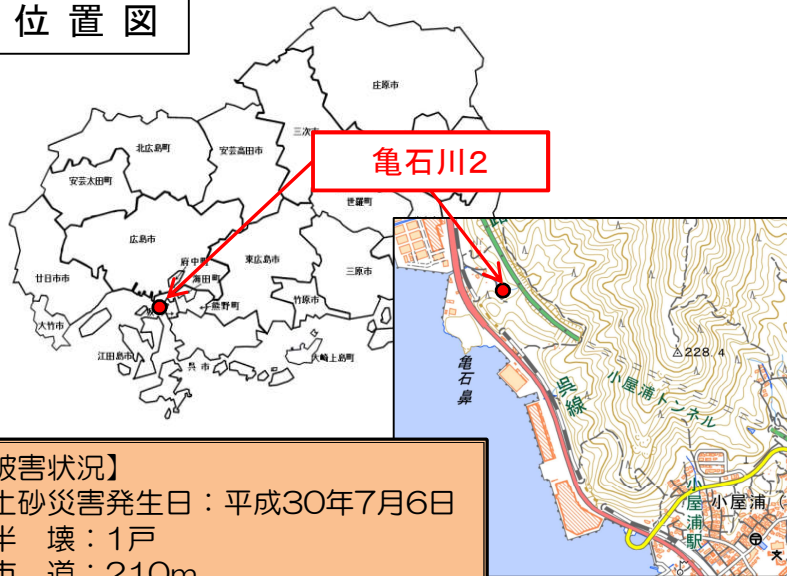 位置図
庄原市
三次市
北広島町
安芸高田市
亀石川2
安芸太田町
世羅町
広島市
府中町
東広島市
海田町
三原市
廿日市市
竹原市
熊野町
大竹市
江田島市
呉市
大崎上島町
228.4
亀石鼻
呉線
小屋浦トンネル
小屋浦駅
小屋浦
被害状況】
土砂災害発生日：平成30年7月6日
半　壊：1戸
市　道：210m